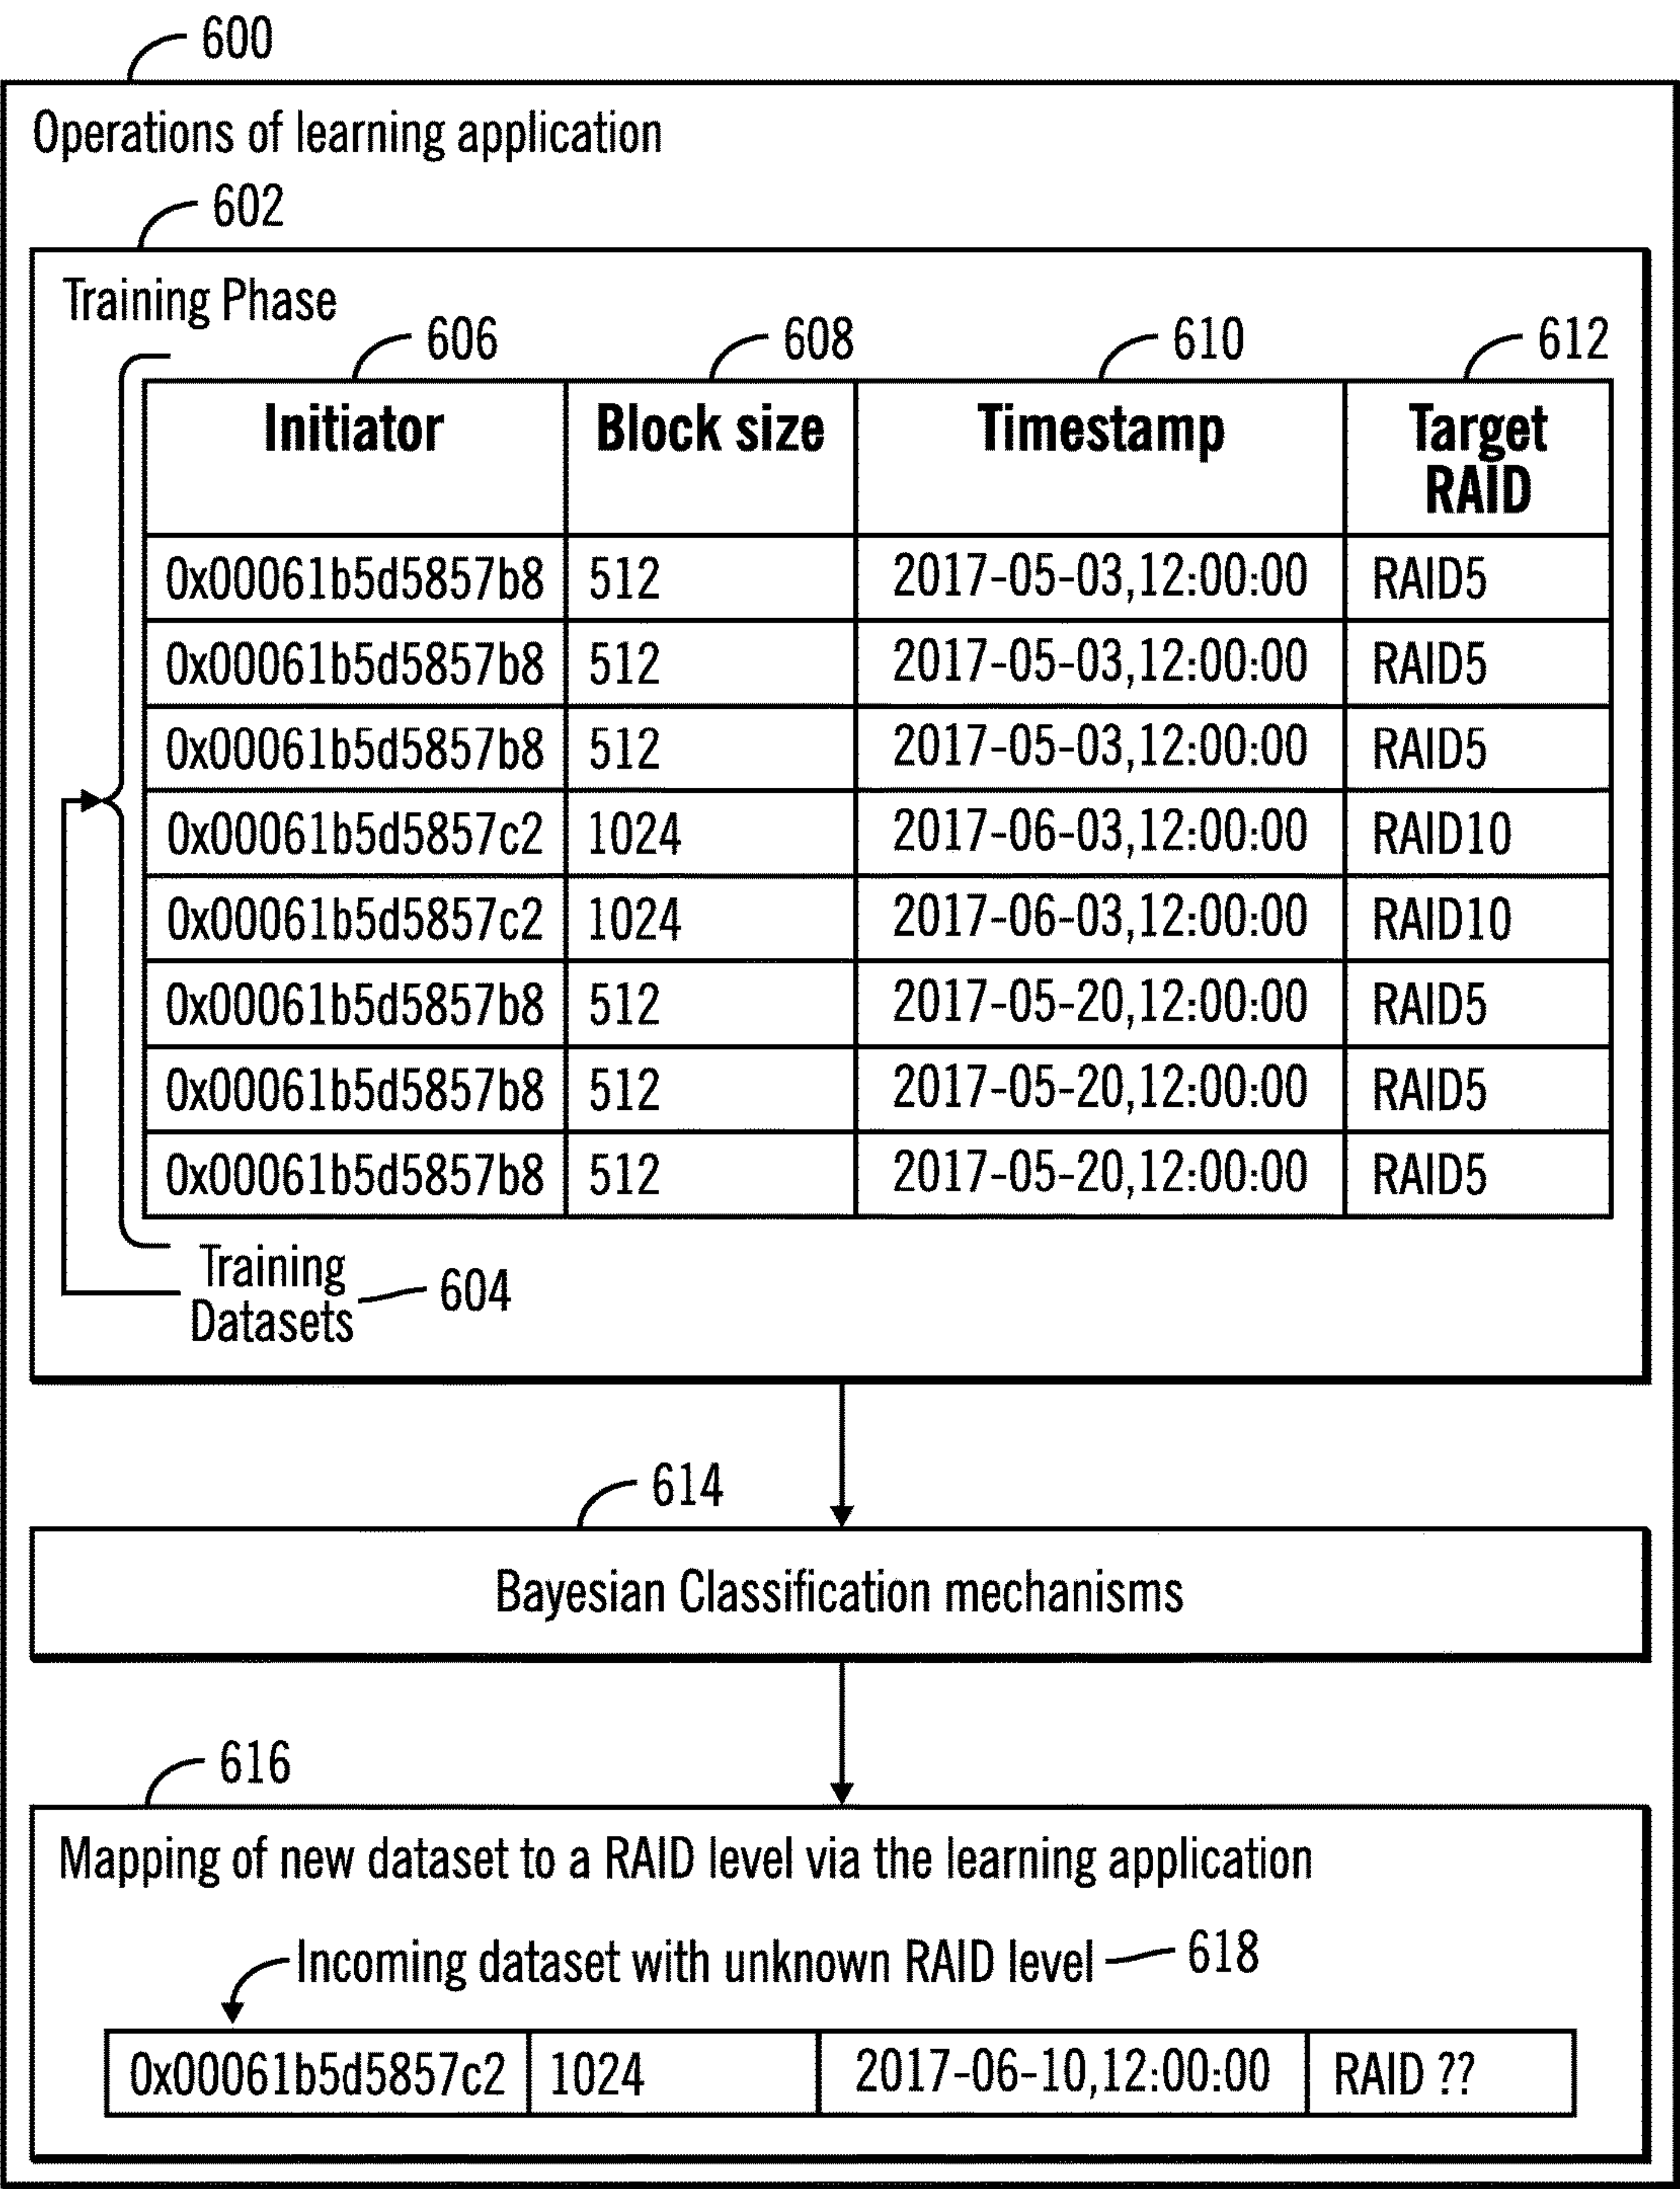 600
Operations of learning application
602
Training Phase
606 608 610 612
Initiator Block size Timestamp Target
RAID
0x00061b5d5857b8 512 2017-05-03,12:00:00 RAID5
0x00061b5d5857b8 512 2017-05-03,12:00:00 RAID5
0x00061b5d5857b8 512 2017-05-03,12:00:00 RAID5
0x00061b5d5857c2 1024 2017-06-03,12:00:00 RAID10
0x00061b5d5857c2 1024 2017-06-03,12:00:00 RAID10
0x00061b5d5857b8 512 2017-05-20,12:00:00 RAID5
0x00061b5d5857b8 512 2017-05-20,12:00:00 RAID5
0x00061b5d5857b8 512 2017-05-20,12:00:00 RAID5
Training
Datasets 604
614
Bayesian Classification mechanisms
616
Mapping of new dataset to a RAID level via the learning application
Incoming dataset with unknown RAID level 618
0x00061b5d5857c2 1024 2017-06-10,12:00:00 RAID ??